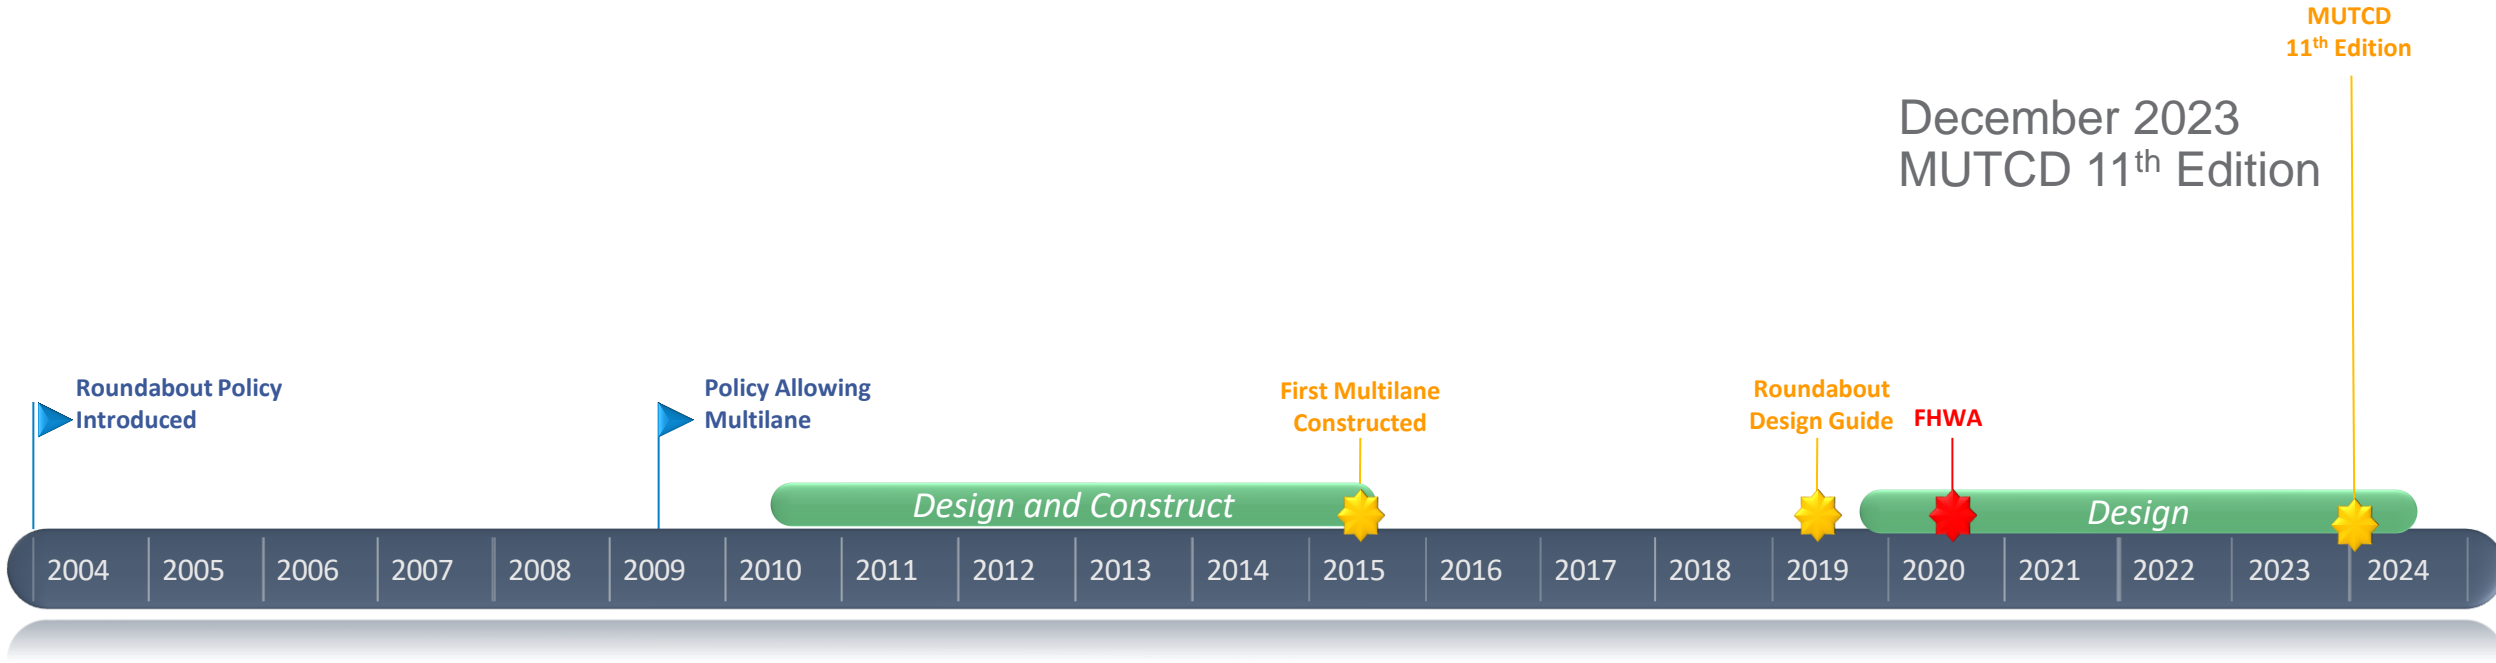 MUTCD
11th Edition
December 2023
MUTCD 11th Edition
Roundabout Policy
Introduced
Policy Allowing
Multilane
First Multilane
Constructed
Roundabout
Design Guide
FHWA
Design and Construct
Design
2004 2005 2006 2007 2008 2009 2010 2011 2012 2013 2014 2015 2016 2017 2018 2019 2020 2021 2022 2023 2024